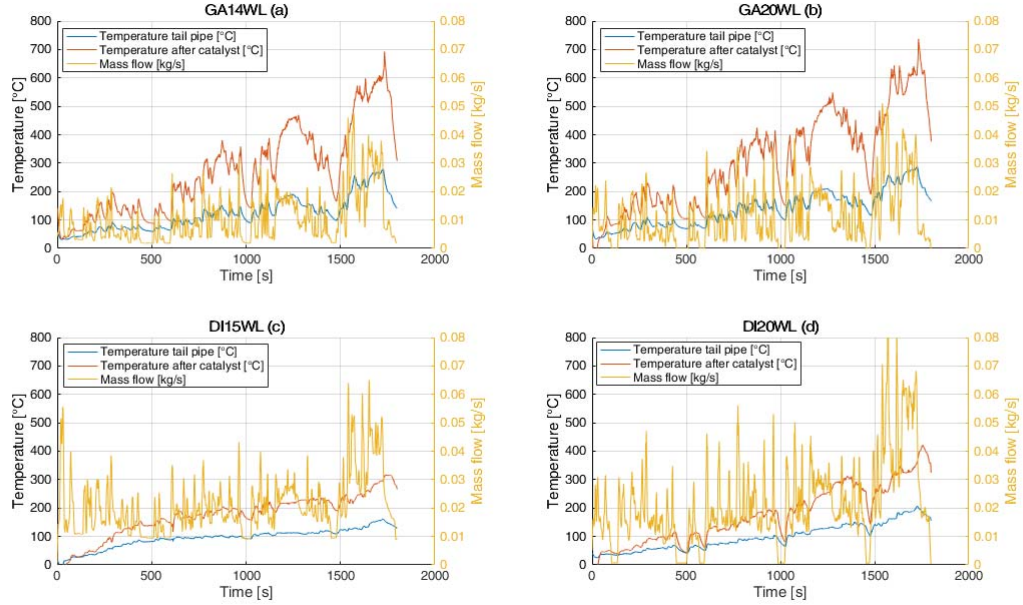 GA14WL (a)
Temperature tail pipe [°C]
Temperature after catalyst [°C]
Mass flow [kg/s]
Temperature [°C]
800
700
600
500
400
300
200
100
0
0.08
0.07
0.06
0.05
0.04
0.03
0.02
0.01
0
Mass flow [kg/s]
0 500 1000 1500 2000
Time [s]
GA20WL (b)
Temperature tail pipe [°C]
Temperature after catalyst [°C]
Mass flow [kg/s]
Temperature [°C]
800
700
600
500
400
300
200
100
0
0.08
0.07
0.06
0.05
0.04
0.03
0.02
0.01
0
Mass flow [kg/s]
0 500 1000 1500 2000
Time [s]
DI15WL (c)
Temperature tail pipe [°C]
Temperature after catalyst [°C]
Mass flow [kg/s]
Temperature [°C]
800
700
600
500
400
300
200
100
0
0.08
0.07
0.06
0.05
0.04
0.03
0.02
0.01
0
Mass flow [kg/s]
0 500 1000 1500 2000
Time [s]
DI20WL (d)
Temperature tail pipe [°C]
Temperature after catalyst [°C]
Mass flow [kg/s]
Temperature [°C]
800
700
600
500
400
300
200
100
0
0.08
0.07
0.06
0.05
0.04
0.03
0.02
0.01
0
Mass flow [kg/s]
0 500 1000 1500 2000
Time [s]